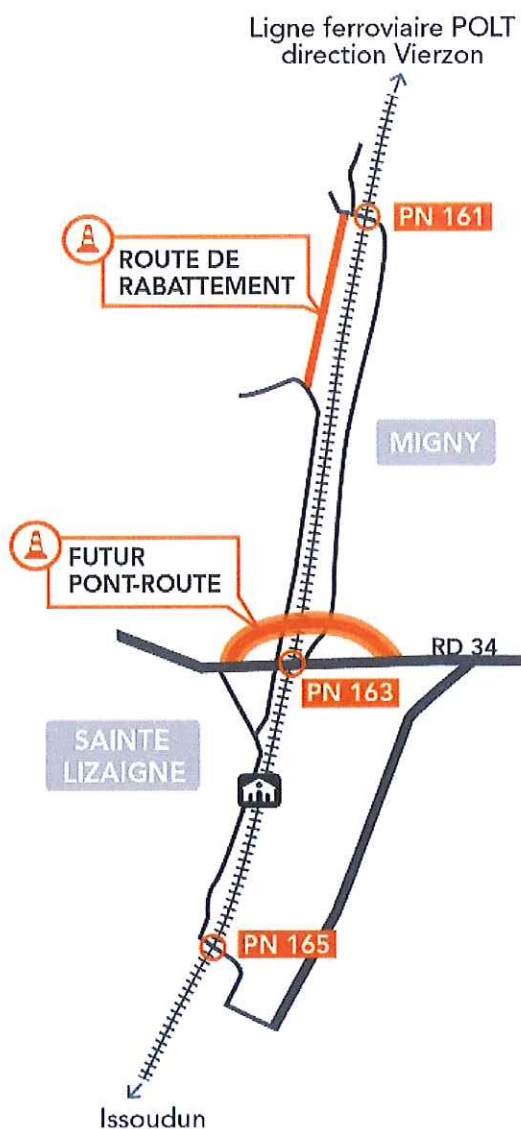 Ligne ferroviaire POLT
direction Vierzon
PN 161
ROUTE DE
RABATTEMENT
MIGNY
FUTUR
PONT-ROUTE
RD 34
PN 163
SAINTE
LIZAIGNE
PN 165
Issoudun